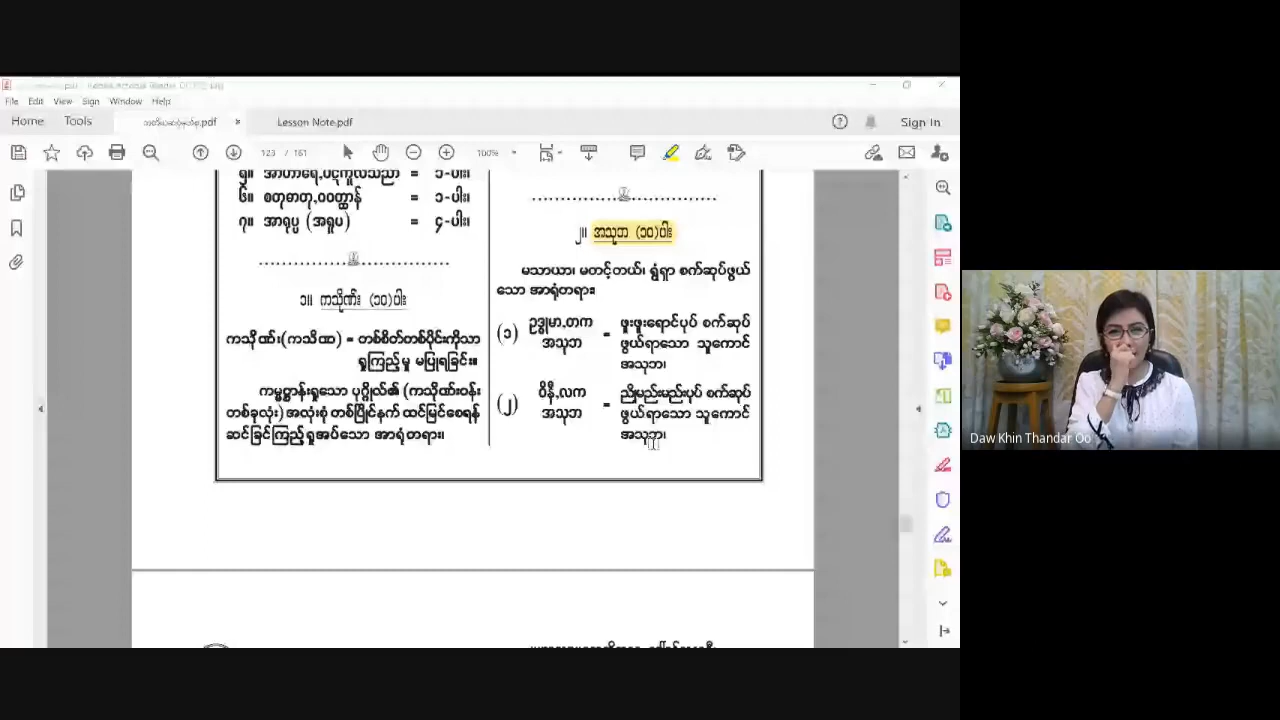 File Edit View Sign Window Help
Home Tools .pdf × Lesson Note.pdf Sign In
123 / 161 100%
၅။ အာဟာရေ,ပဋိကူလသညာ = ၁-ပါး၊
၆။ စတုဓာတု,ဝဝတ္ထာန် = ၁-ပါး၊
၇။ အာရုပ္ပ (အရူပ) = ၄-ပါး၊
၁။ ကသိုဏ်း (၁၀)ပါး
ကသိုဏ်း(ကသိဏ) = တစ်စိတ်တစ်ပိုင်းကိုသာ
ရှုကြည့်မှု မပြုရခြင်း။
ကမ္မဋ္ဌာန်းရှုသော ပုဂ္ဂိုလ်၏ (ကသိုဏ်းဝန်း
တစ်ခုလုံး) အလုံးစုံ တစ်ပြိုင်နက် ထင်မြင်စေရန်
ဆင်ခြင်ကြည့်ရှုအပ်သော အာရုံတရား။
၂။ အသုဘ (၁၀)ပါး
မသာယာ၊ မတင့်တယ်၊ ရွံရှာ စက်ဆုပ်ဖွယ်
သော အာရုံတရား။
(၁) ဥဒ္ဓုမာ,တက = ဖူးဖူးရောင်ပုပ် စက်ဆုပ်
အသုဘ ဖွယ်ရာသော သူကောင်
အသုဘ၊
(၂) ဝိနီ,လက = ညိုမည်းမည်းပုပ် စက်ဆုပ်
အသုဘ ဖွယ်ရာသော သူကောင်
အသုဘ၊
Daw Khin Thandar Oo